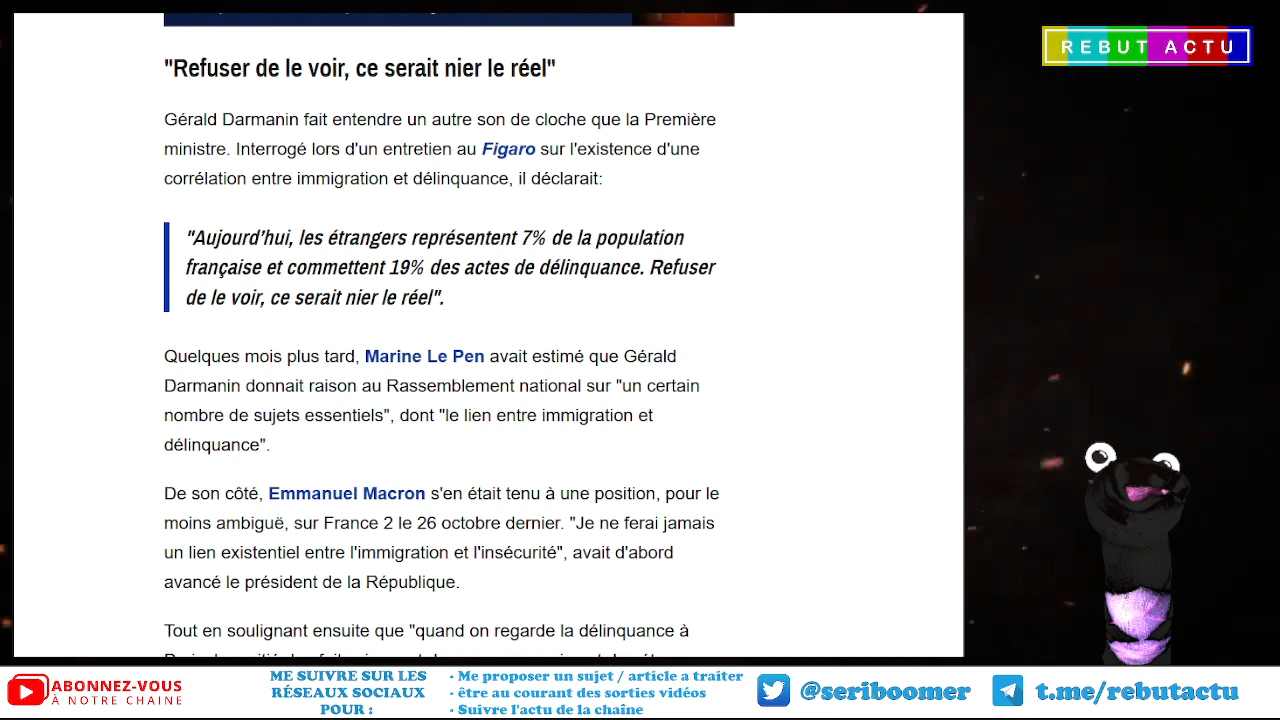 "Refuser de le voir, ce serait nier le réel"
REBUT ACTU
Gérald Darmanin fait entendre un autre son de cloche que la Première
ministre. Interrogé lors d'un entretien au Figaro sur l'existence d'une
corrélation entre immigration et délinquance, il déclarait:
"Aujourd'hui, les étrangers représentent 7% de la population
française et commettent 19% des actes de délinquance. Refuser
de le voir, ce serait nier le réel".
Quelques mois plus tard, Marine Le Pen avait estimé que Gérald
Darmanin donnait raison au Rassemblement national sur "un certain
nombre de sujets essentiels", dont "le lien entre immigration et
délinquance".
De son côté, Emmanuel Macron s'en était tenu à une position, pour le
moins ambiguë, sur France 2 le 26 octobre dernier. "Je ne ferai jamais
un lien existentiel entre l'immigration et l'insécurité", avait d'abord
avancé le président de la République.
Tout en soulignant ensuite que "quand on regarde la délinquance à
ABONNEZ-VOUS
À NOTRE CHAINE
ME SUIVRE SUR LES
RÉSEAUX SOCIAUX
POUR :
- Me proposer un sujet / article a traiter
- être au courant des sorties vidéos
- Suivre l'actu de la chaîne
@seriboomer
t.me/rebutactu